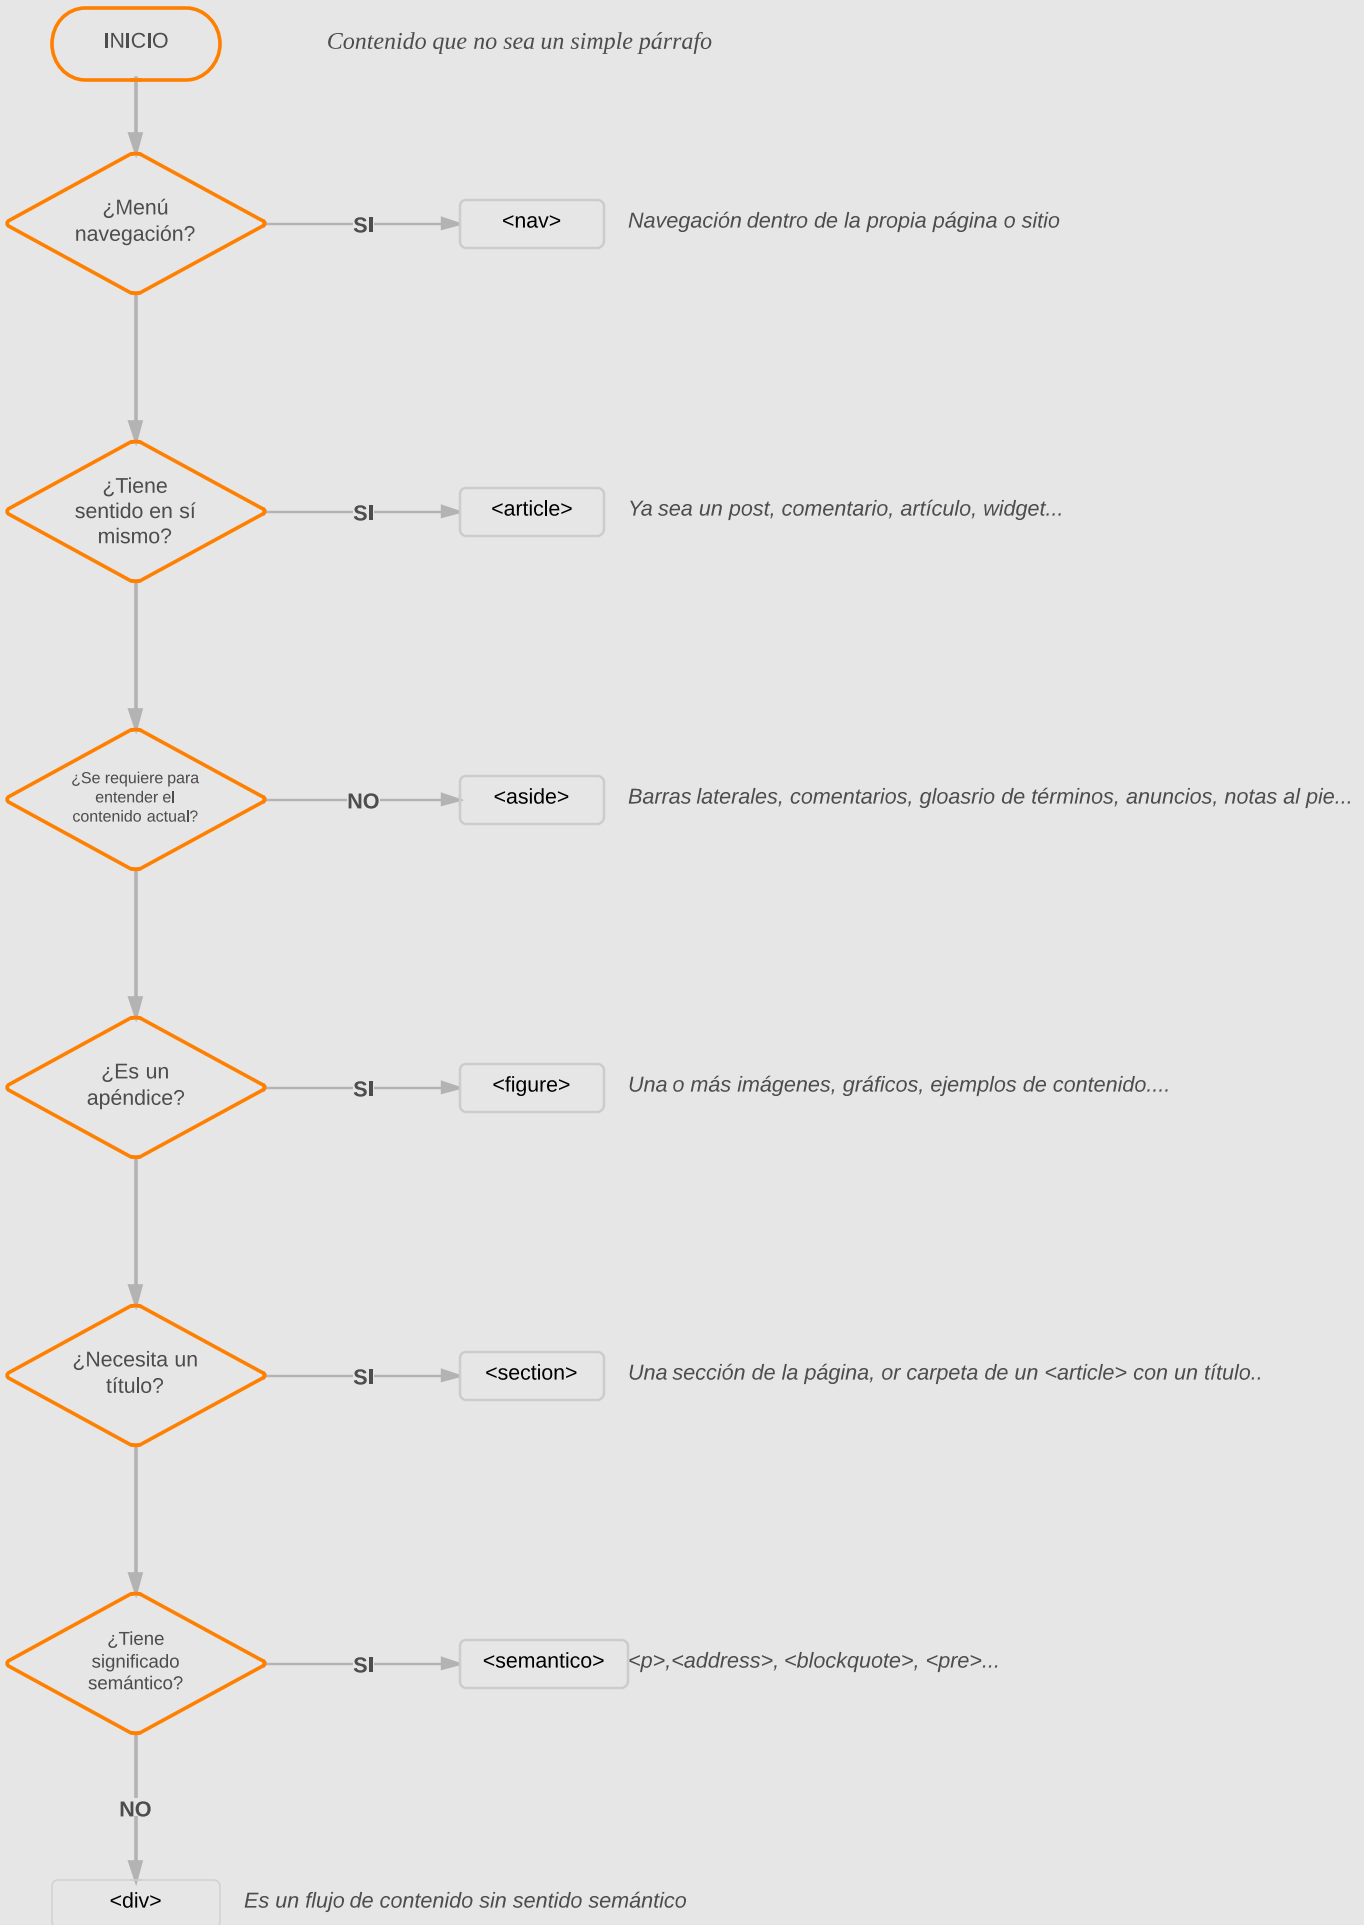 INICIO
Contenido que no sea un simple párrafo
¿Menú
navegación?
SI
<nav>
Navegación dentro de la propia página o sitio
¿Tiene
sentido en sí
mismo?
SI
<article>
Ya sea un post, comentario, artículo, widget...
¿Se requiere para
entender el
contenido actual?
NO
<aside>
Barras laterales, comentarios, gloasrio de términos, anuncios, notas al pie...
¿Es un
apéndice?
SI
<figure>
Una o más imágenes, gráficos, ejemplos de contenido....
¿Necesita un
título?
SI
<section>
Una sección de la página, or carpeta de un <article> con un título..
¿Tiene
significado
semántico?
SI
<semantico>
<p>,<address>, <blockquote>, <pre>...
NO
<div>
Es un flujo de contenido sin sentido semántico